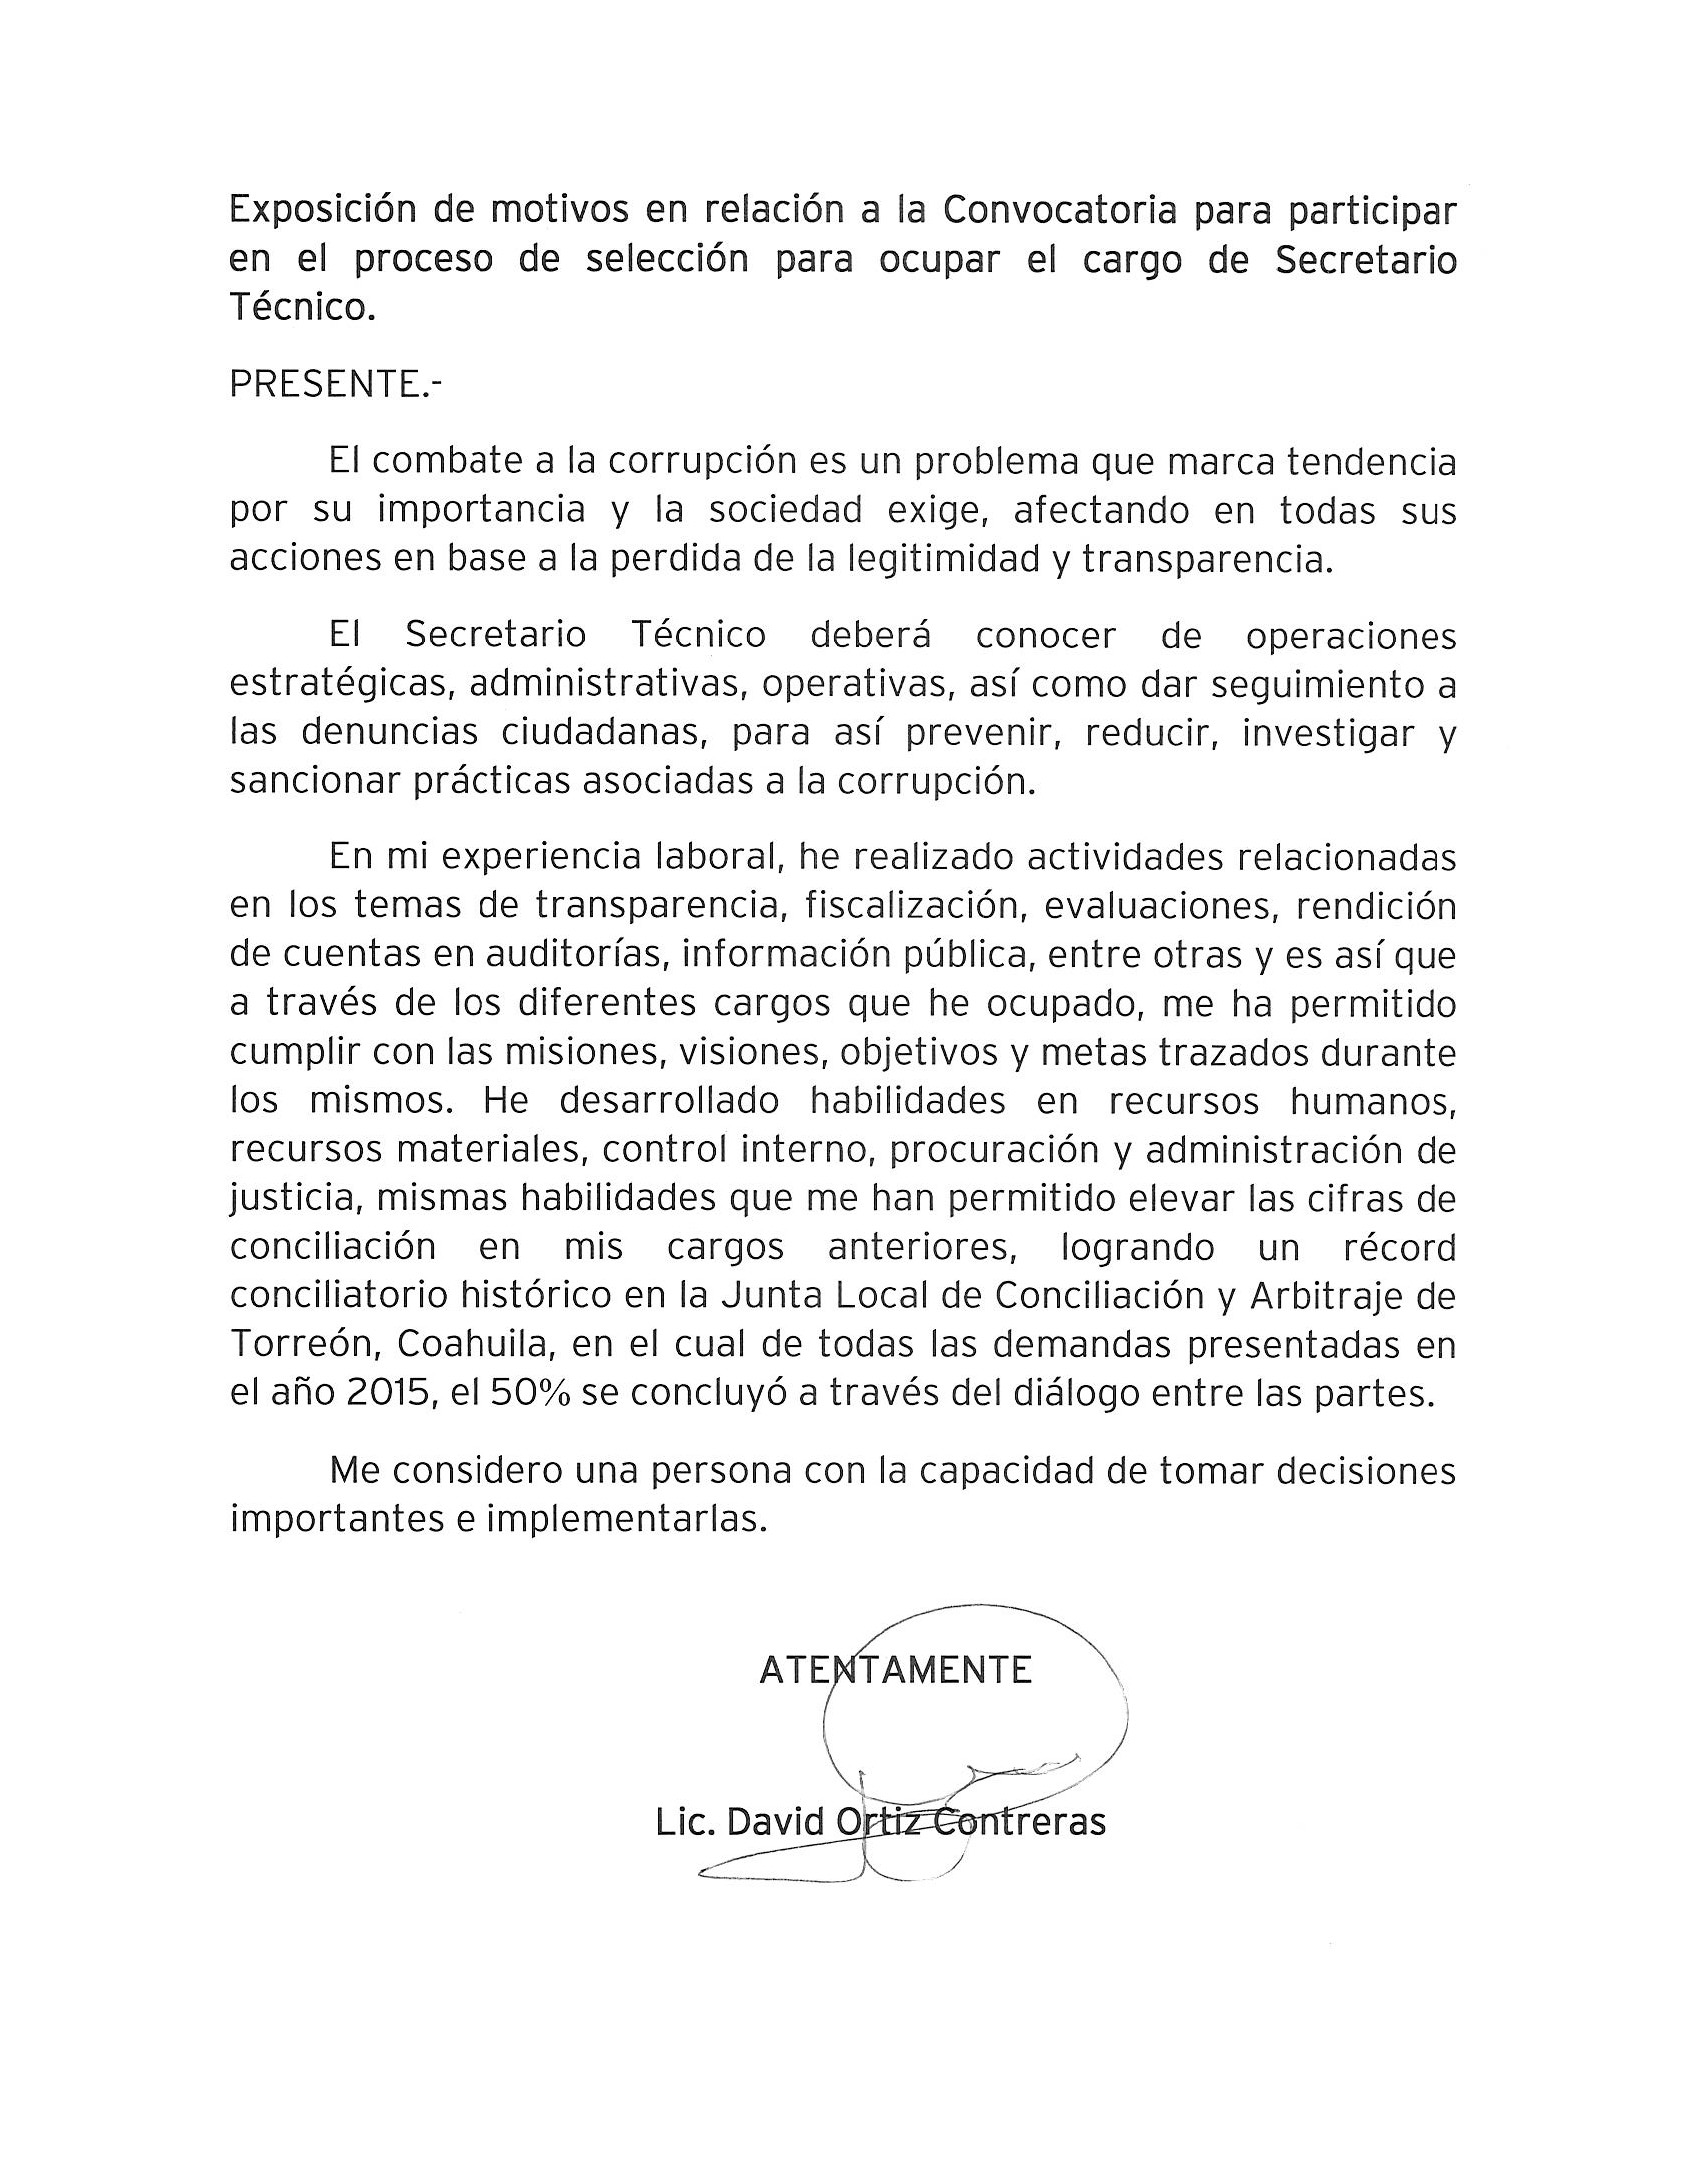 Exposición de motivos en relación a la Convocatoria para participar
en el proceso de selección para ocupar el cargo de Secretario
Técnico.
PRESENTE.-
El combate a la corrupción es un problema que marca tendencia
por su importancia y la sociedad exige, afectando en todas sus
acciones en base a la perdida de la legitimidad y transparencia.
El Secretario Técnico deberá conocer de operaciones
estratégicas, administrativas, operativas, así como dar seguimiento a
las denuncias ciudadanas, para así prevenir, reducir, investigar y
sancionar prácticas asociadas a la corrupción.
En mi experiencia laboral, he realizado actividades relacionadas
en los temas de transparencia, fiscalización, evaluaciones, rendición
de cuentas en auditorías, información pública, entre otras y es así que
a través de los diferentes cargos que he ocupado, me ha permitido
cumplir con las misiones, visiones, objetivos y metas trazados durante
los mismos. He desarrollado habilidades en recursos humanos,
recursos materiales, control interno, procuración y administración de
justicia, mismas habilidades que me han permitido elevar las cifras de
conciliación en mis cargos anteriores, logrando un récord
conciliatorio histórico en la Junta Local de Conciliación y Arbitraje de
Torreón, Coahuila, en el cual de todas las demandas presentadas en
el año 2015, el 50% se concluyó a través del diálogo entre las partes.
Me considero una persona con la capacidad de tomar decisiones
importantes e implementarlas.
ATENTAMENTE
Lic. David Ortiz Contreras